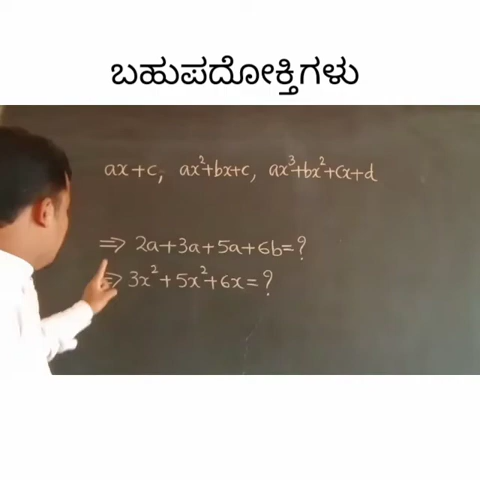 ಬಹುಪದೋಕ್ತಿಗಳು
ax+c, ax²+bx+c, ax³+bx²+cx+d
⇒ 2a+3a+5a+6b=?
⇒ 3x²+5x²+6x=?